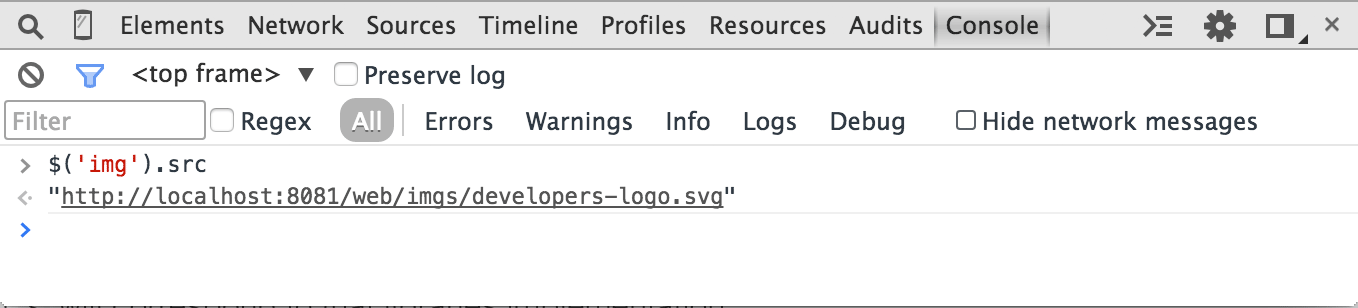 Elements Network Sources Timeline Profiles Resources Audits Console
<top frame> ▼ Preserve log
Filter Regex All Errors Warnings Info Logs Debug Hide network messages
> $('img').src
"http://localhost:8081/web/imgs/developers-logo.svg"
>